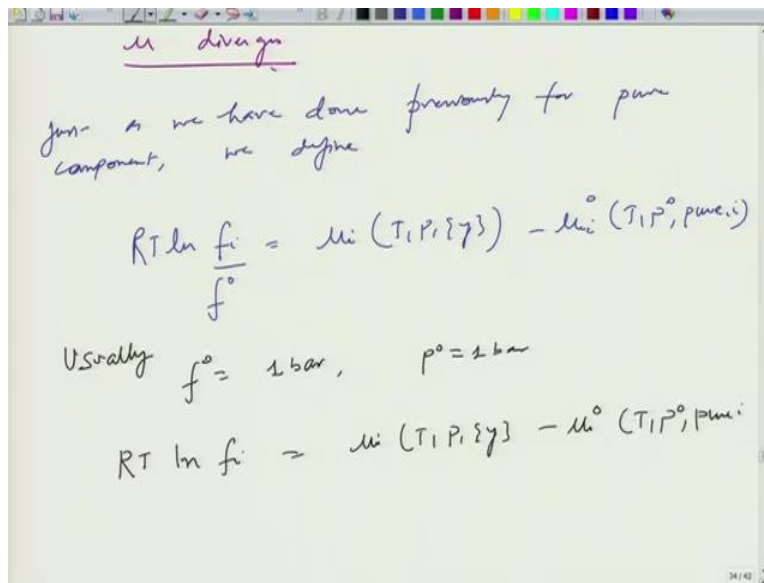 μ diverges
Just as we have done previously for pure
component, we define
RT ln fi/f° = μi (T, P, {y}) - μi° (T, P°, pure, i)
Usually f° = 1 bar, P° = 1 bar
RT ln fi = μi (T, P, {y} - μi° (T, P°, pure i
34/42